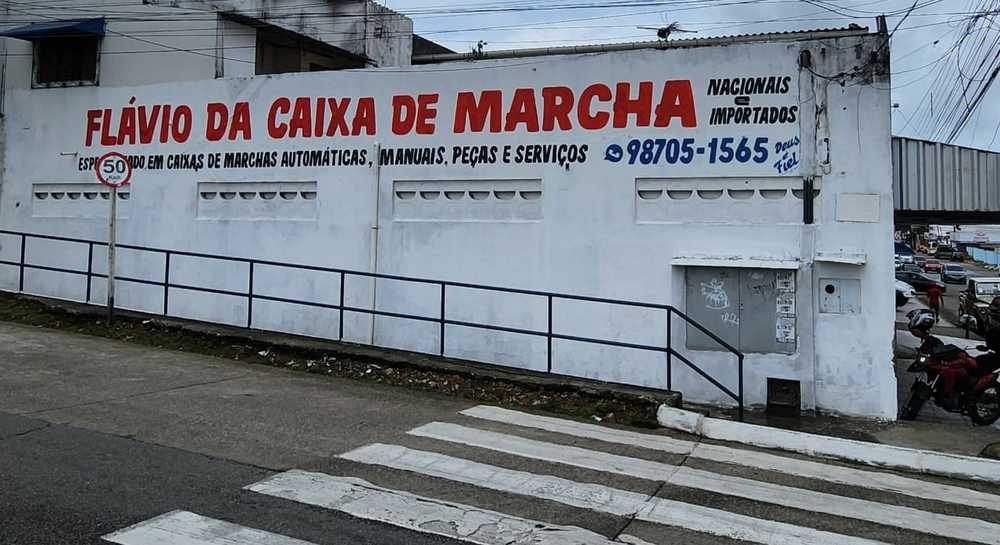 FLÁVIO DA CAIXA DE MARCHA
NACIONAIS
IMPORTADOS
EM CAIXAS DE MARCHAS AUTOMÁTICAS, MANUAIS, PEÇAS E SERVIÇOS
98705-1565
Deus
é
Fiel
50
Km/h